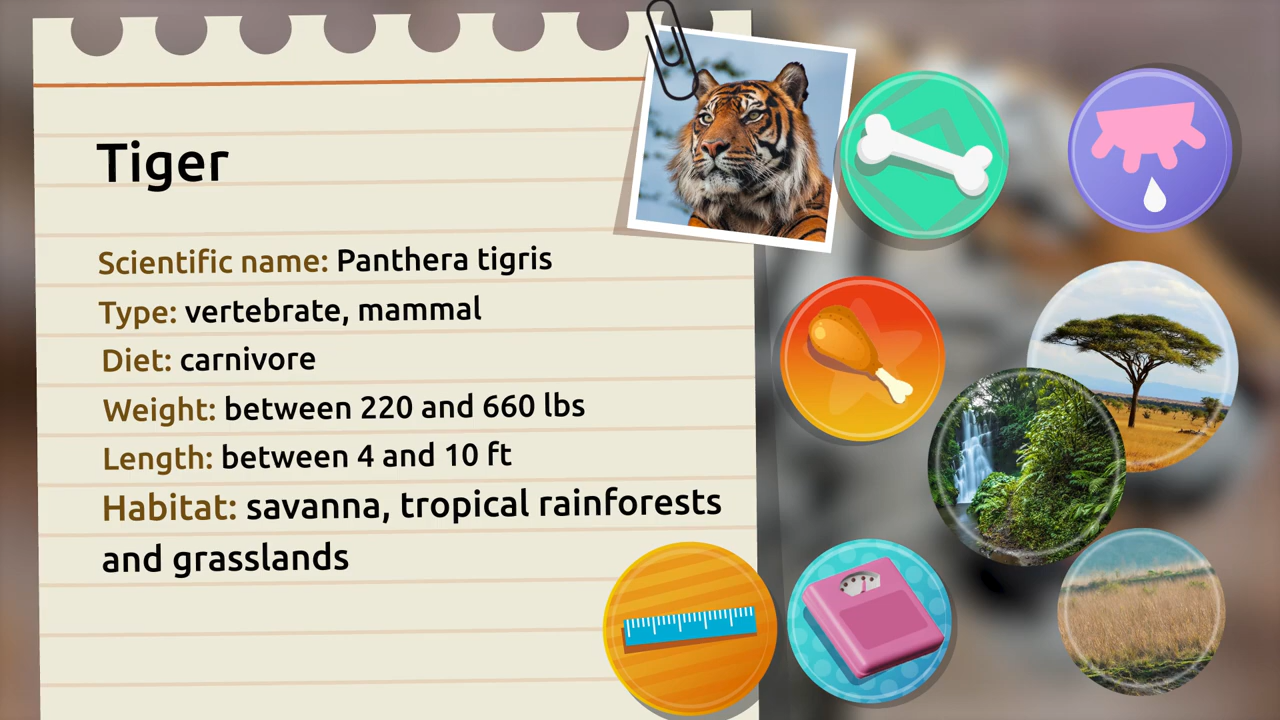 Tiger
Scientific name: Panthera tigris
Type: vertebrate, mammal
Diet: carnivore
Weight: between 220 and 660 lbs
Length: between 4 and 10 ft
Habitat: savanna, tropical rainforests
and grasslands